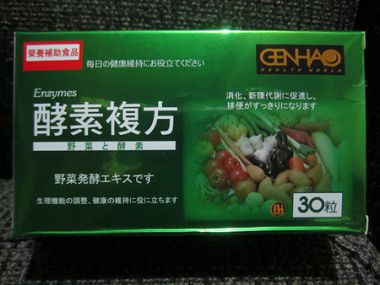 榮養補助食品
毎日の健康維持にお役立てください
GENHAO
HEALTH WORLD
Enzymes
酵素複方
野菜と酵素
消化、新陳代謝に促進し、
排便がすっきりになります
野菜発酵エキスです
生理機能の調整、健康の維持に役に立ちます
GH
30粒